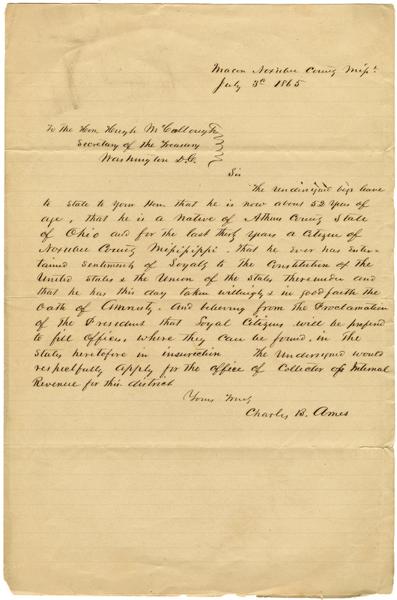 Macon Noxubee County Missi.
July 3d 1865
To the Hon Hough McCollough
Secretary of the Treasury
Washington D.C.
Sir
The undersigned begs leave
to state to your Hon that he is now about 52 years of
age, that he is a Native of Athens County State
of Ohio and for the last thirty years a Citizen of
Noxubee County Mississippi. that he ever has enter
tained sentiments of Loyalty to the Constitution of the
United States & the Union of the States thereunder and
that he has this day taken willingly & in good faith the
oath of Amnesty. And believing from the Proclamation
of the President that Loyal Citizens will be prefered
to fill Offices where they can be found, in the
States heretofore in insurection The Undersigned would
respectfully apply for the office of Collector of Internal
Revenue for this district
Yours Truly
Charles B. Ames